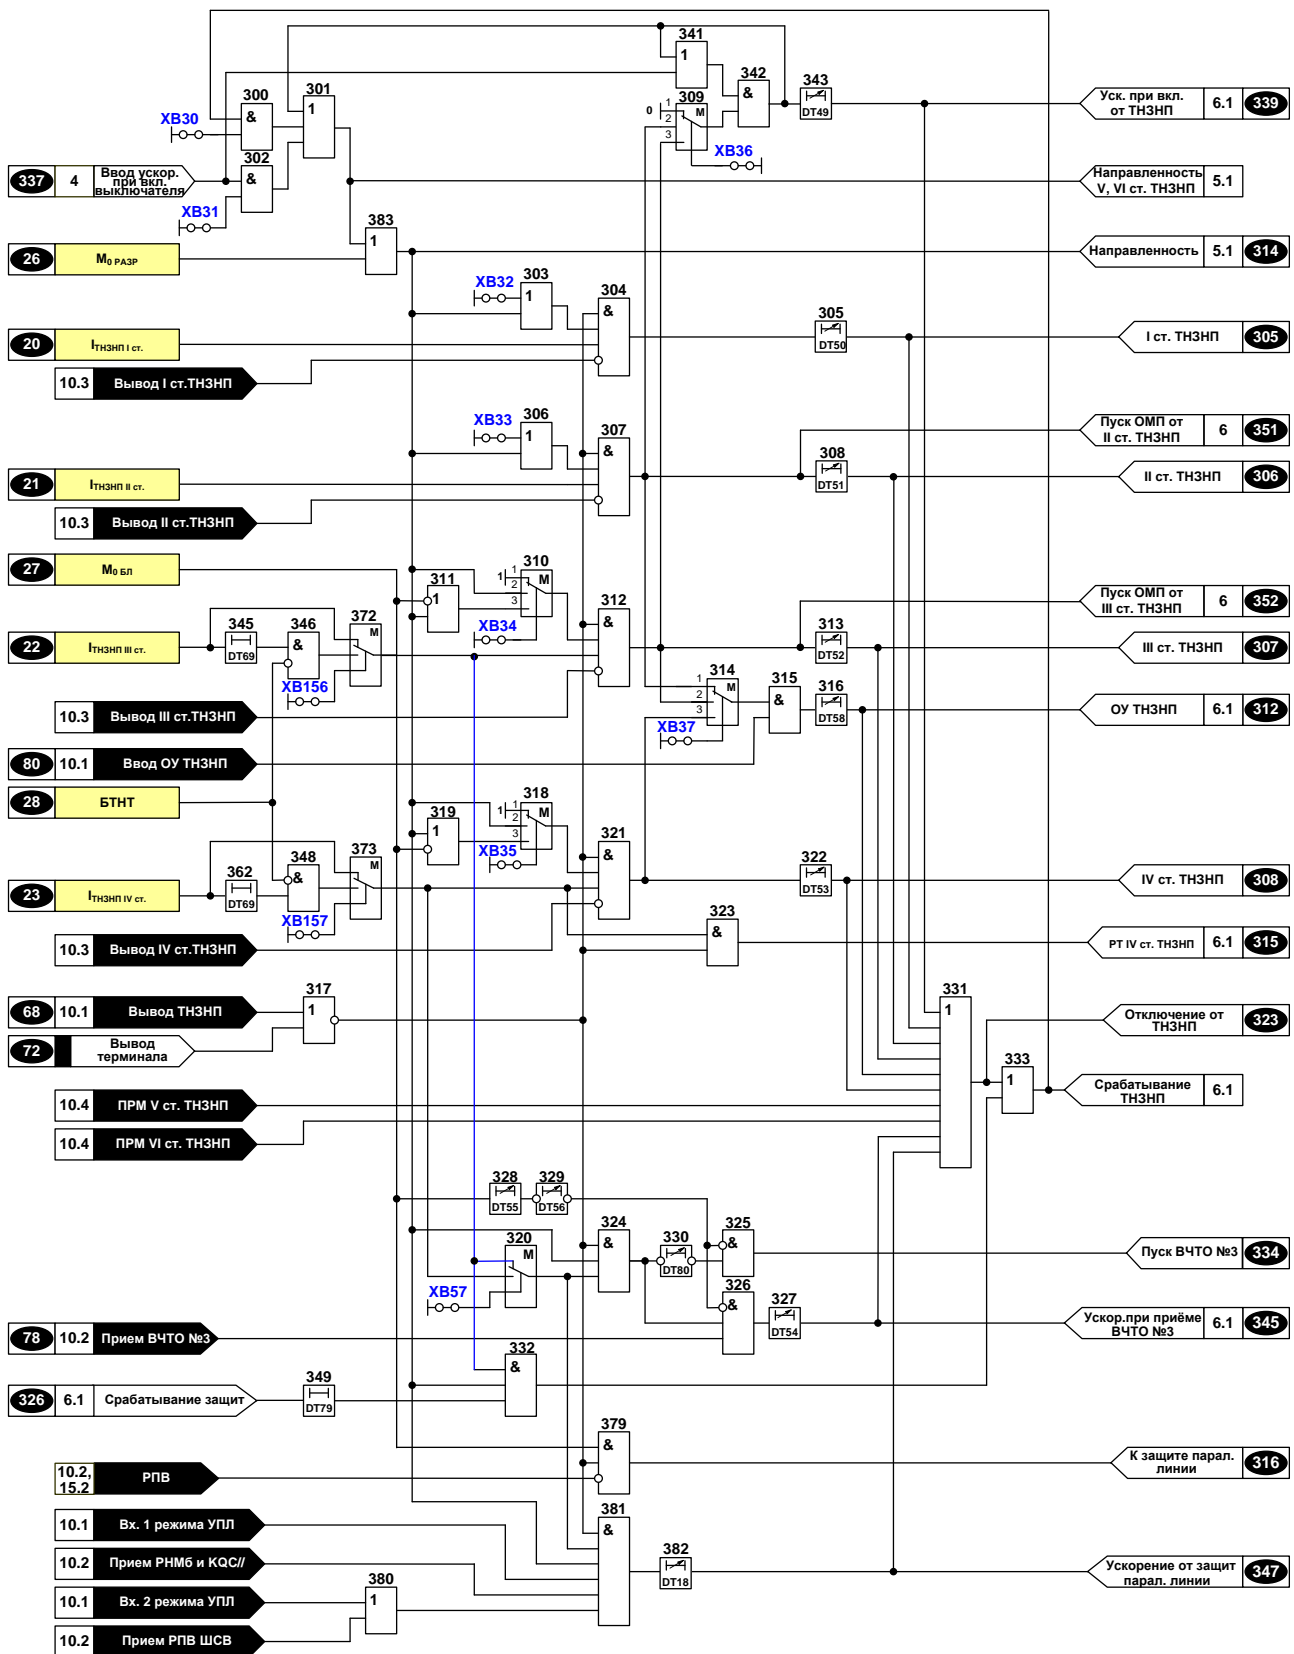 341
1
342
&
343
DT49
Уск. при вкл.
от ТНЗНП
6.1
339
300
&
301
1
309
0
1
2
3
M
XB30
XB36
302
&
337
4
Ввод ускор.
при вкл.
выключателя
XB31
Направленность
V, VI ст. ТНЗНП
5.1
383
1
26
M0 РАЗР
Направленность
5.1
314
XB32
303
1
304
&
305
DT50
20
IТНЗНП I ст.
I ст. ТНЗНП
305
10.3
Вывод I ст.ТНЗНП
XB33
306
1
307
&
Пуск ОМП от
II ст. ТНЗНП
6
351
308
DT51
21
IТНЗНП II ст.
II ст. ТНЗНП
306
10.3
Вывод II ст.ТНЗНП
27
M0 БЛ
311
1
310
1
1
2
3
M
312
&
XB34
Пуск ОМП от
III ст. ТНЗНП
6
352
22
IТНЗНП III ст.
345
DT69
346
&
372
M
XB156
313
DT52
III ст. ТНЗНП
307
314
1
2
3
M
315
&
316
DT58
10.3
Вывод III ст.ТНЗНП
XB37
ОУ ТНЗНП
6.1
312
80
10.1
Ввод ОУ ТНЗНП
28
БТНТ
319
1
318
1
1
2
3
M
321
&
XB35
322
DT53
23
IТНЗНП IV ст.
362
DT69
348
&
373
M
XB157
IV ст. ТНЗНП
308
323
&
10.3
Вывод IV ст.ТНЗНП
РТ IV ст. ТНЗНП
6.1
315
68
10.1
Вывод ТНЗНП
317
1
331
1
Отключение от
ТНЗНП
323
72
Вывод
терминала
333
1
Срабатывание
ТНЗНП
6.1
10.4
ПРМ V ст. ТНЗНП
10.4
ПРМ VI ст. ТНЗНП
328
DT55
329
DT56
320
M
324
&
330
DT80
325
&
Пуск ВЧТО №3
334
XB57
326
&
327
DT54
Ускор.при приёме
ВЧТО №3
6.1
345
78
10.2
Прием ВЧТО №3
332
&
326
6.1
Срабатывание защит
349
DT79
379
&
10.2,
15.2
РПВ
К защите парал.
линии
316
381
&
10.1
Вх. 1 режима УПЛ
10.2
Прием РНМб и KQC//
382
DT18
Ускорение от защит
парал. линии
347
10.1
Вх. 2 режима УПЛ
380
1
10.2
Прием РПВ ШСВ